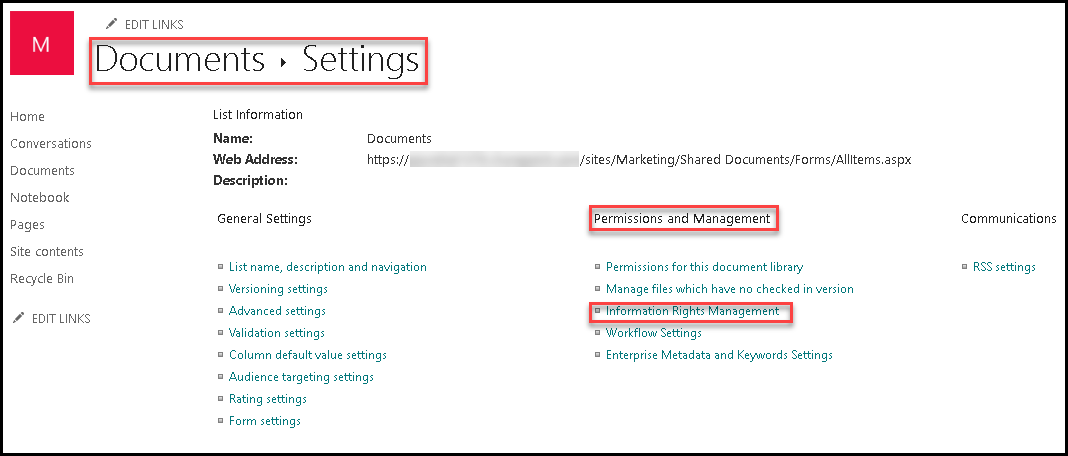 M
EDIT LINKS
Documents ▸ Settings
Home
Conversations
Documents
Notebook
Pages
Site contents
Recycle Bin
EDIT LINKS
List Information
Name: Documents
Web Address: https:// /sites/Marketing/Shared Documents/Forms/AllItems.aspx
Description:
General Settings
List name, description and navigation
Versioning settings
Advanced settings
Validation settings
Column default value settings
Audience targeting settings
Rating settings
Form settings
Permissions and Management
Permissions for this document library
Manage files which have no checked in version
Information Rights Management
Workflow Settings
Enterprise Metadata and Keywords Settings
Communications
RSS settings